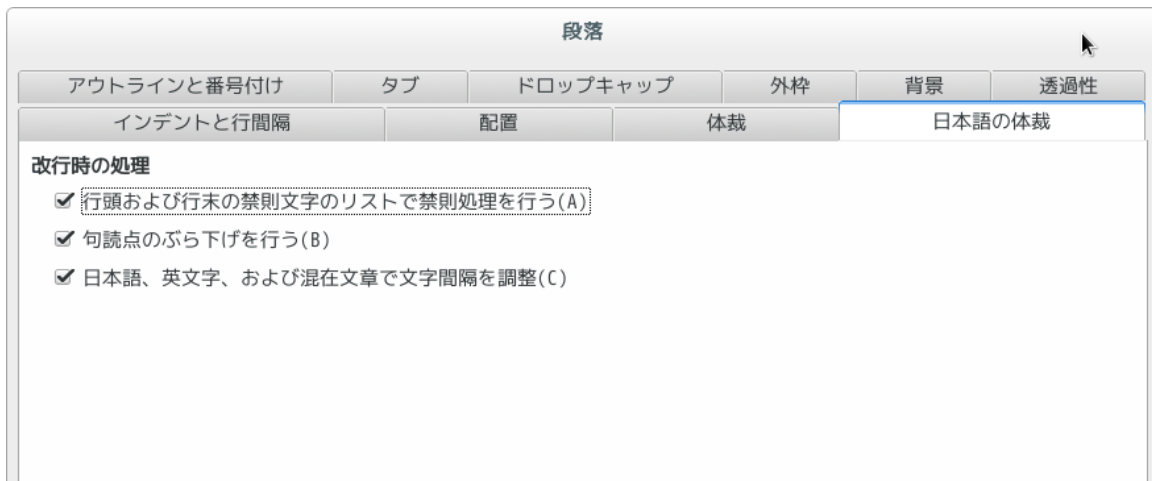 段落
アウトラインと番号付け タブ ドロップキャップ 外枠 背景 透過性
インデントと行間隔 配置 体裁 日本語の体裁
改行時の処理
行頭および行末の禁則文字のリストで禁則処理を行う(A)
句読点のぶら下げを行う(B)
日本語、英文字、および混在文章で文字間隔を調整(C)